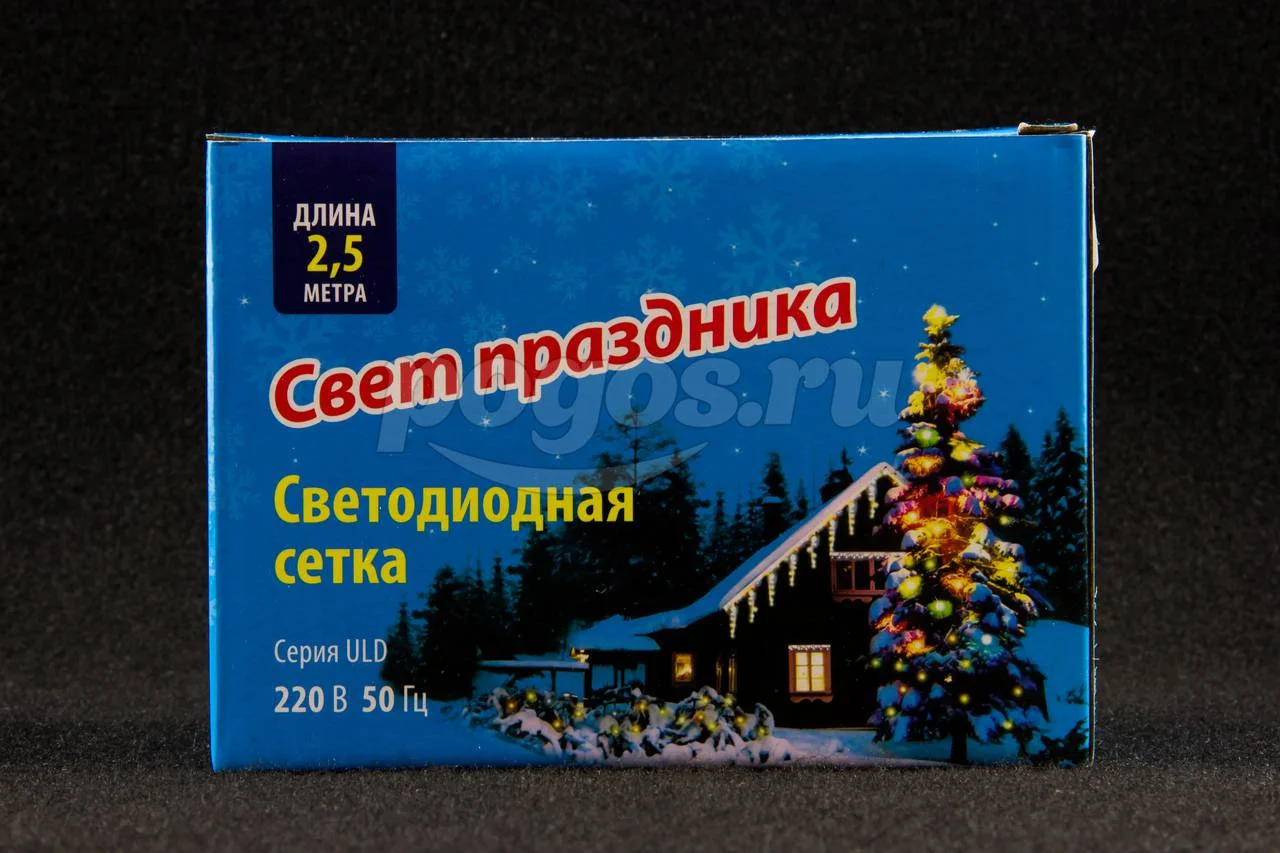 ДЛИНА
2,5
МЕТРА
Свет праздника
pogos.ru
Светодиодная
сетка
Серия ULD
220 В 50 Гц